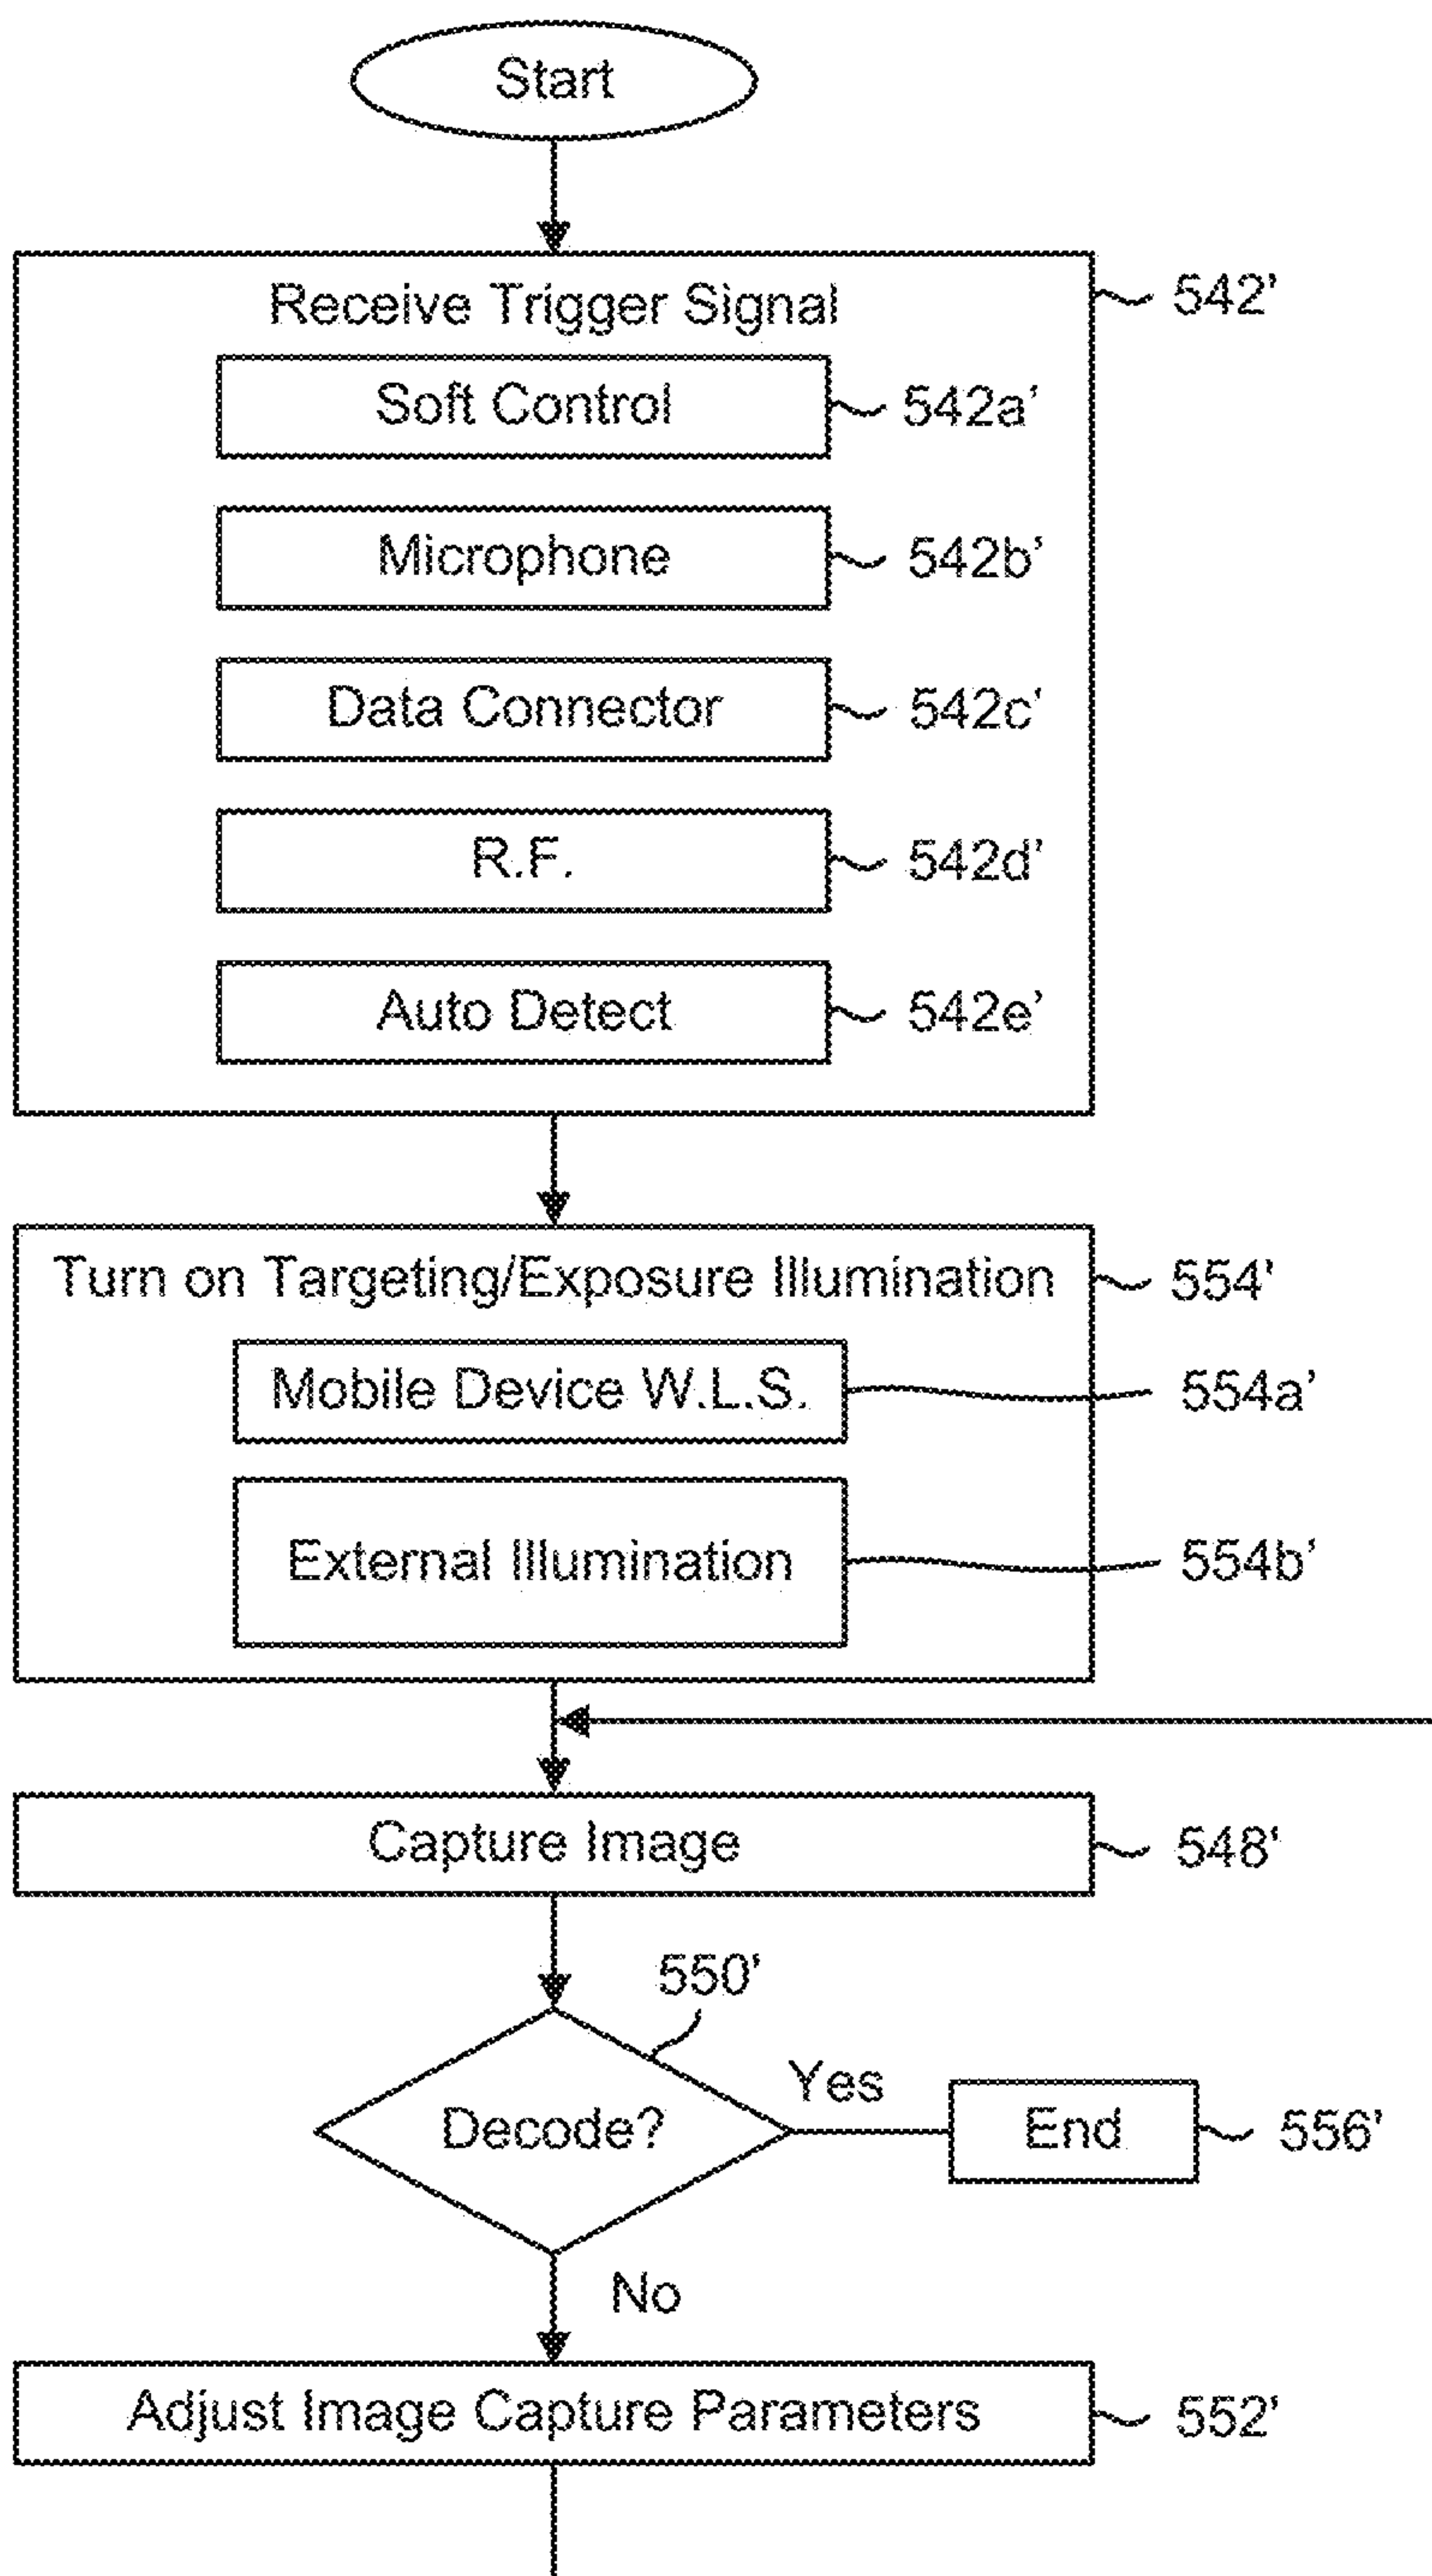 Start
Receive Trigger Signal
542'
Soft Control
542a'
Microphone
542b'
Data Connector
542c'
R.F.
542d'
Auto Detect
542e'
Turn on Targeting/Exposure Illumination
554'
Mobile Device W.L.S.
554a'
External Illumination
554b'
Capture Image
548'
550'
Decode?
Yes
End
556'
No
Adjust Image Capture Parameters
552'